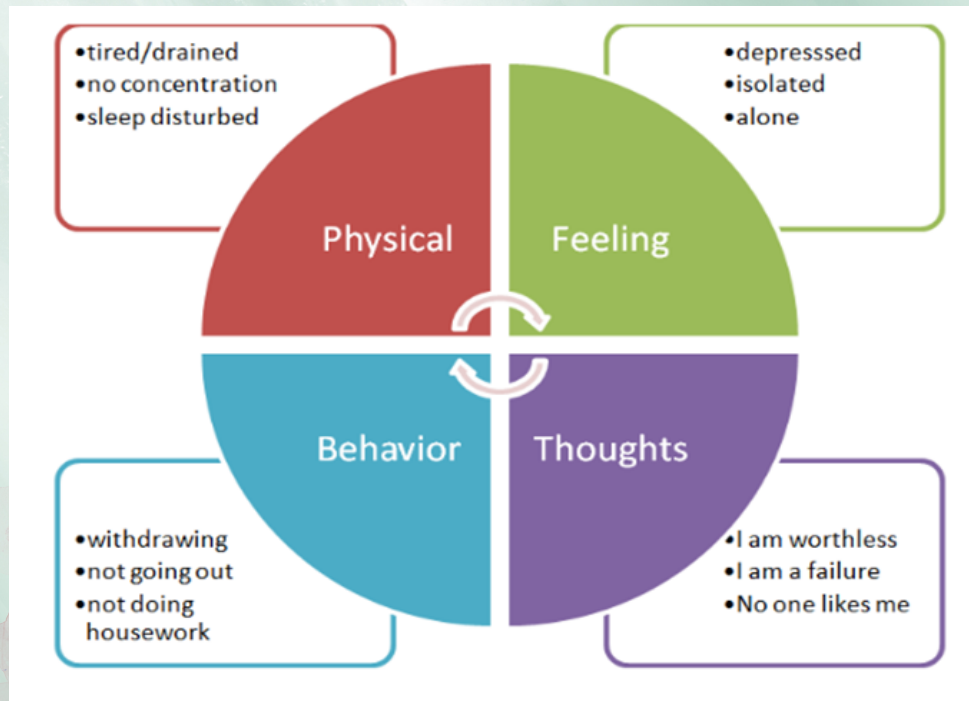 •tired/drained
•no concentration
•sleep disturbed
•depresssed
•isolated
•alone
Physical
Feeling
Behavior
Thoughts
•withdrawing
•not going out
•not doing
housework
•I am worthless
•I am a failure
•No one likes me